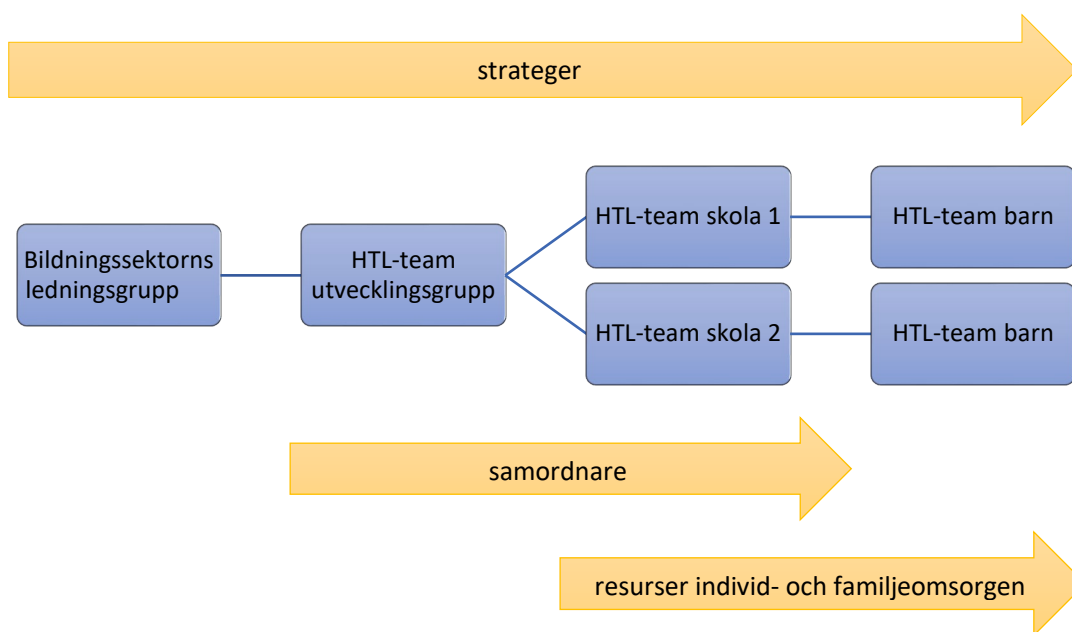 strateger
Bildningssektorns
ledningsgrupp
HTL-team
utvecklingsgrupp
HTL-team skola 1
HTL-team barn
HTL-team skola 2
HTL-team barn
samordnare
resurser individ- och familjeomsorgen